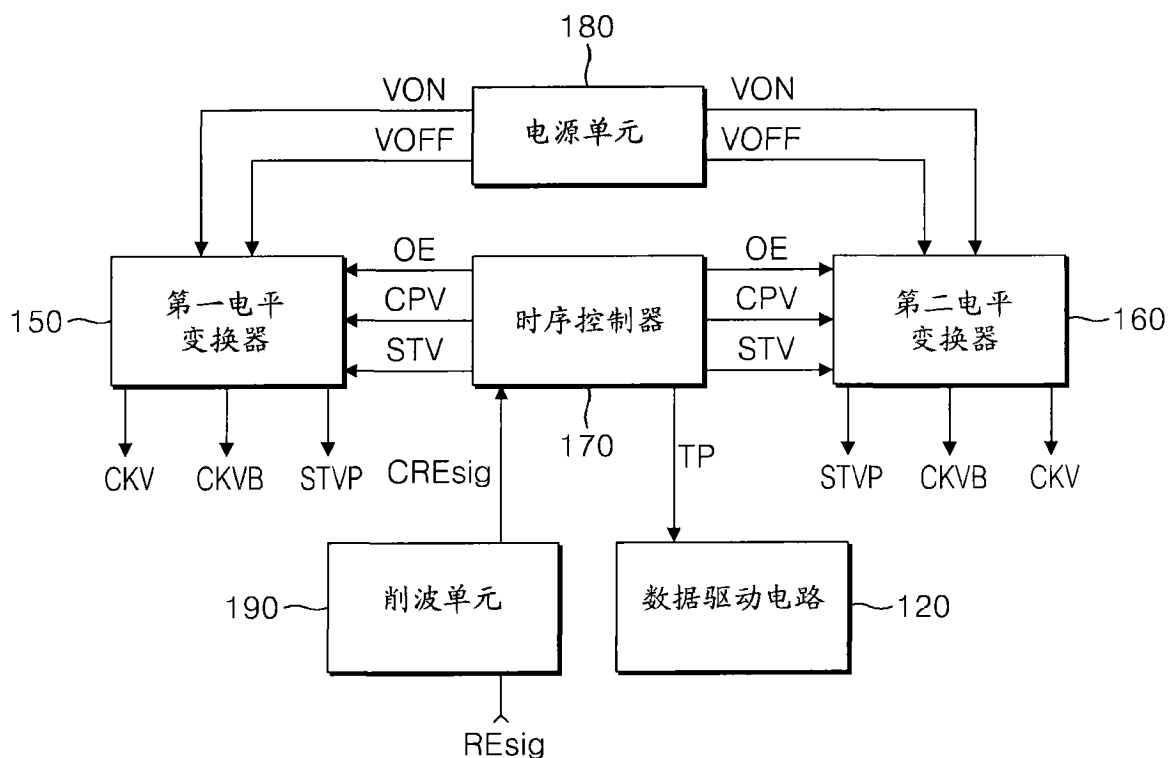 180
VON
VON
电源单元
VOFF
VOFF
OE
OE
第一电平
变换器
CPV
时序控制器
CPV
第二电平
变换器
150
160
STV
STV
170
CKV
CKVB
STVP
CREsig
TP
STVP
CKVB
CKV
190
削波单元
数据驱动电路
120
REsig